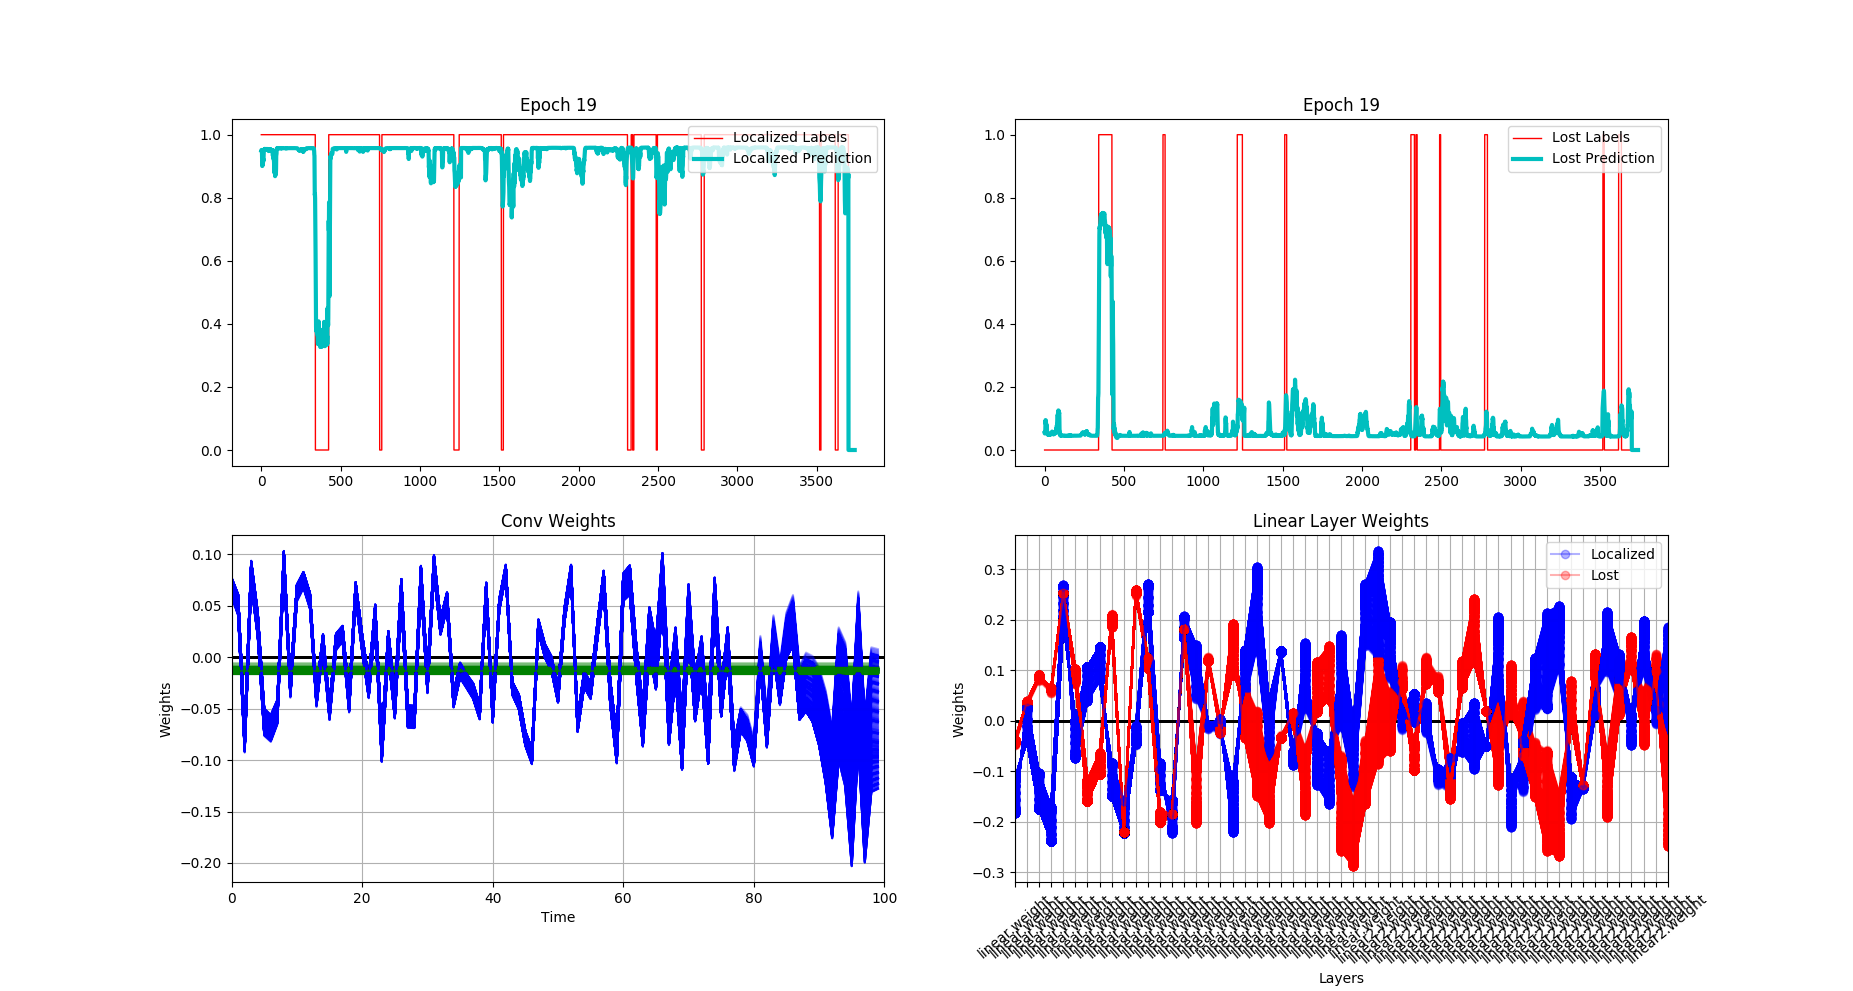 Epoch 19
Localized Labels
Localized Prediction
1.0
0.8
0.6
0.4
0.2
0.0
0 500 1000 1500 2000 2500 3000 3500
Epoch 19
Lost Labels
Lost Prediction
1.0
0.8
0.6
0.4
0.2
0.0
0 500 1000 1500 2000 2500 3000 3500
Conv Weights
Weights
0.10
0.05
0.00
−0.05
−0.10
−0.15
−0.20
0 20 40 60 80 100
Time
Linear Layer Weights
Localized
Lost
Weights
0.3
0.2
0.1
0.0
−0.1
−0.2
−0.3
linear.weight
linear2.weight
Layers